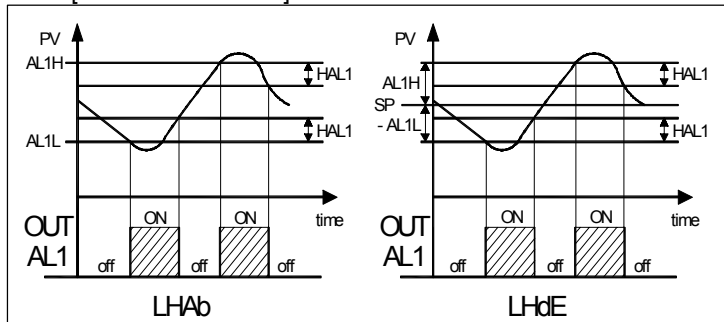 PV
AL1H
HAL1
HAL1
AL1L
time
OUT
AL1
off
ON
off
ON
off
LHAb
PV
AL1H
SP
- AL1L
HAL1
HAL1
time
OUT
AL1
off
ON
off
ON
off
LHdE